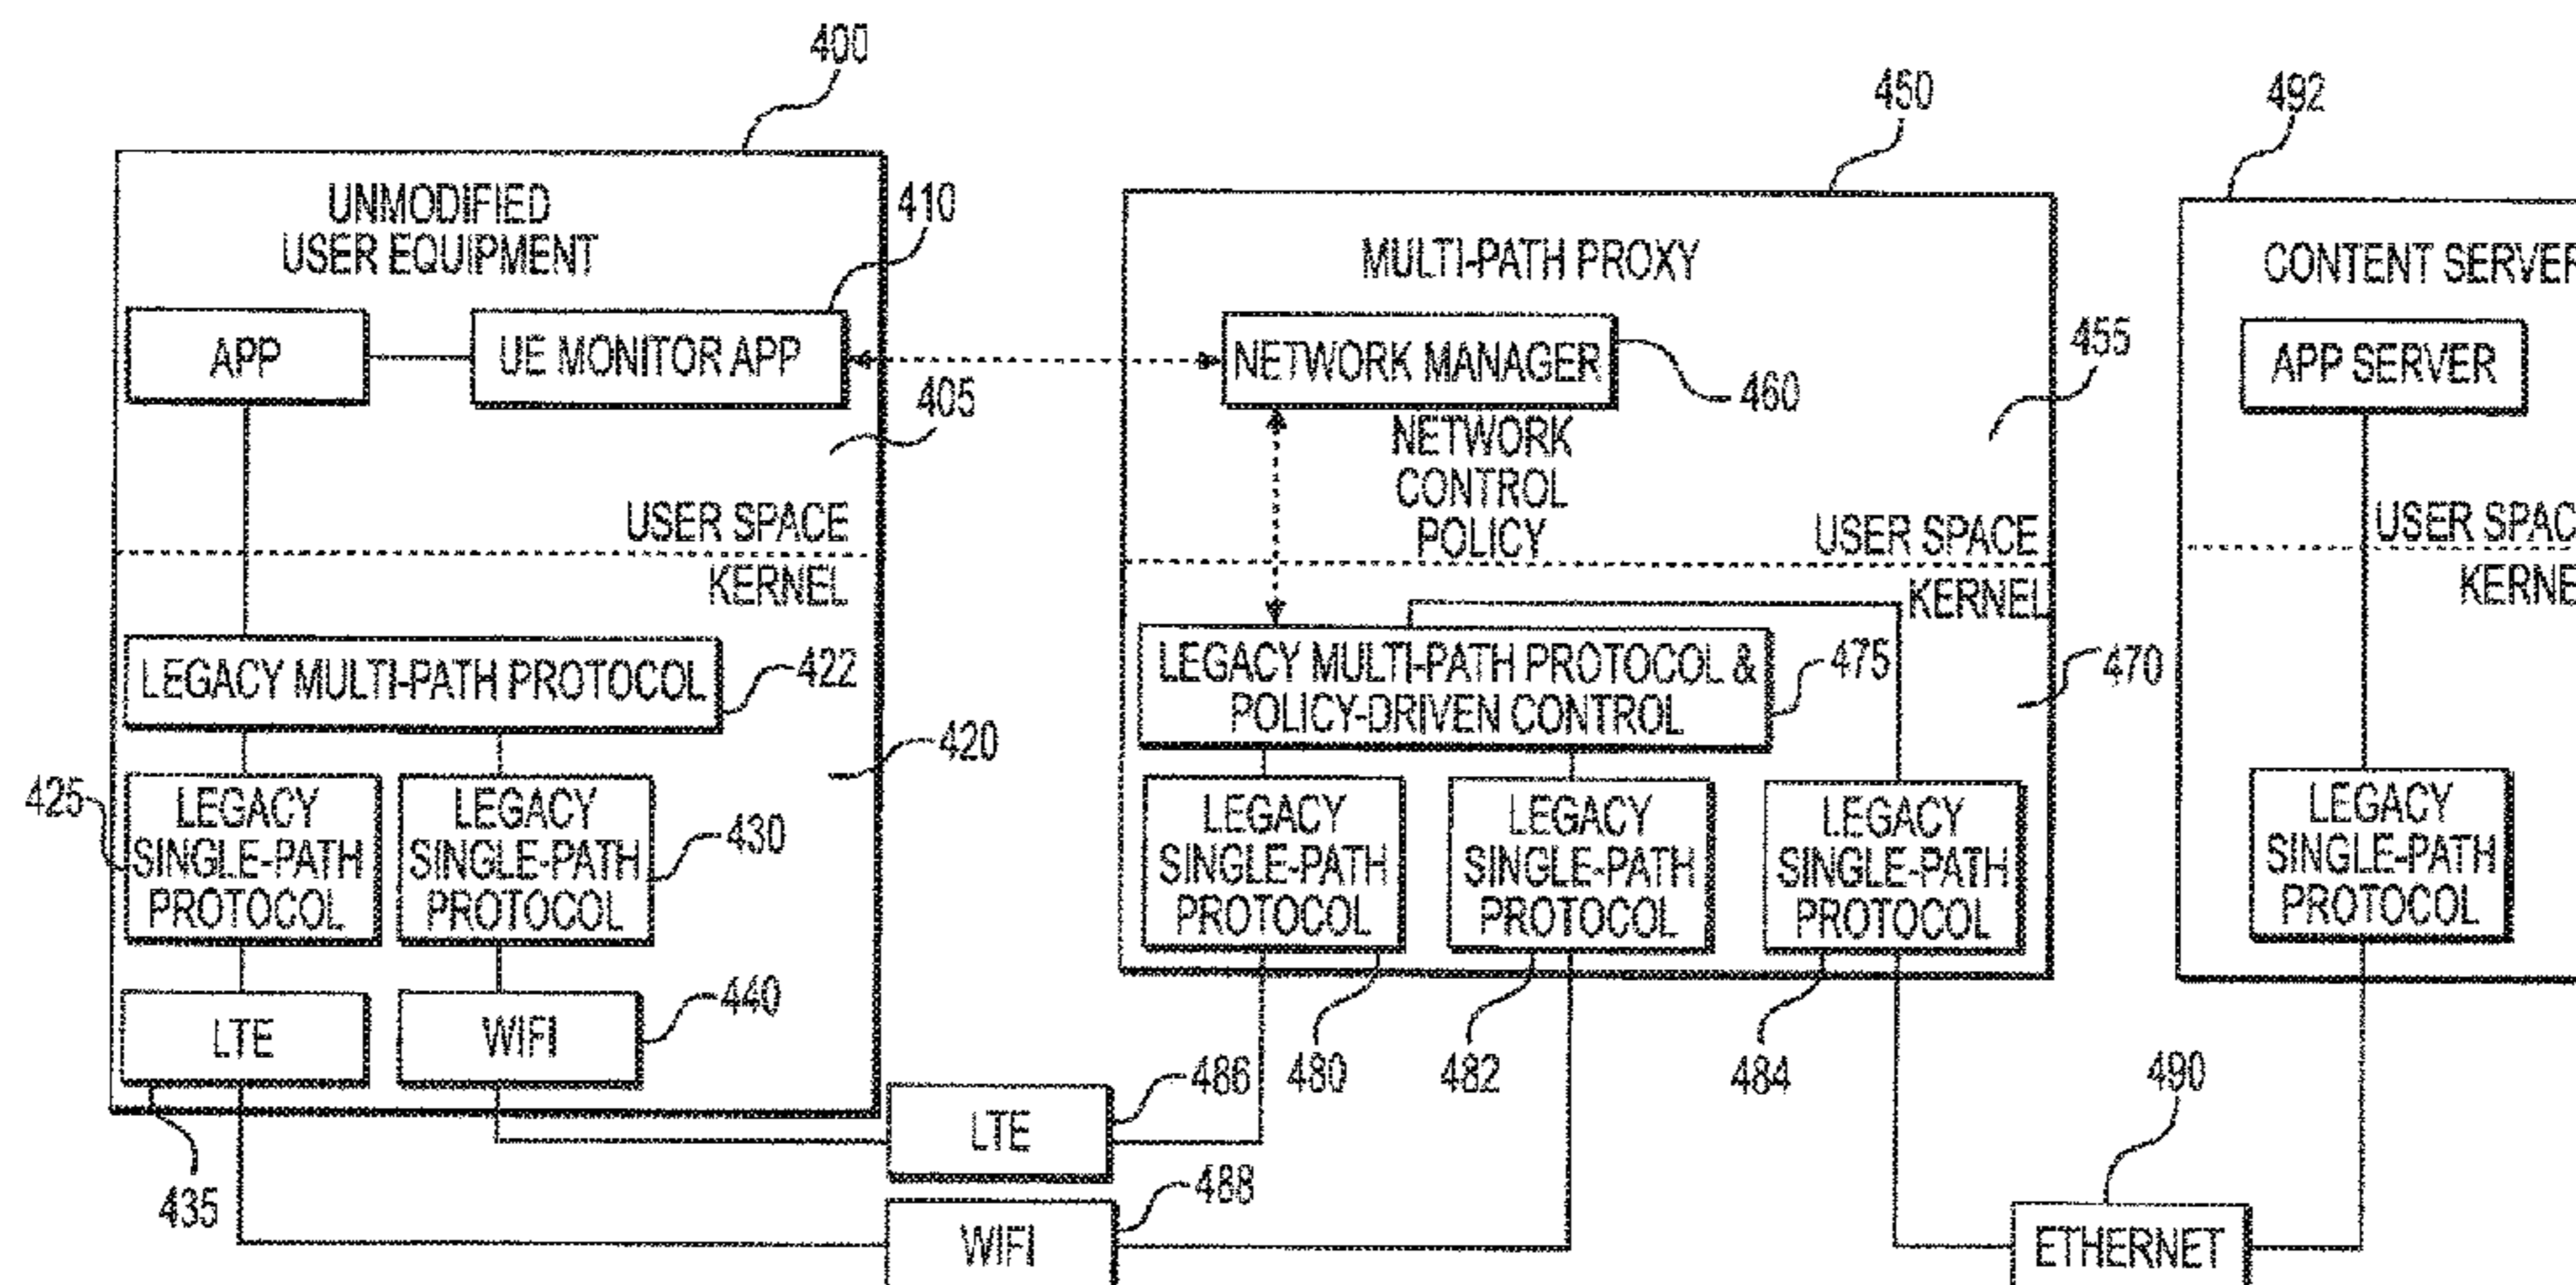 400
450
492
UNMODIFIED
USER EQUIPMENT
410
MULTI-PATH PROXY
CONTENT SERVER
APP
UE MONITOR APP
NETWORK MANAGER
460
455
APP SERVER
405
NETWORK
CONTROL
POLICY
USER SPACE
KERNEL
USER SPACE
KERNEL
USER SPAC
KERNE
LEGACY MULTI-PATH PROTOCOL
422
LEGACY MULTI-PATH PROTOCOL &
POLICY-DRIVEN CONTROL
475
470
420
425
LEGACY
SINGLE-PATH
PROTOCOL
LEGACY
SINGLE-PATH
PROTOCOL
430
LEGACY
SINGLE-PATH
PROTOCOL
LEGACY
SINGLE-PATH
PROTOCOL
LEGACY
SINGLE-PATH
PROTOCOL
LEGACY
SINGLE-PATH
PROTOCOL
LTE
WIFI
440
486
480
482
484
490
LTE
435
488
WIFI
ETHERNET